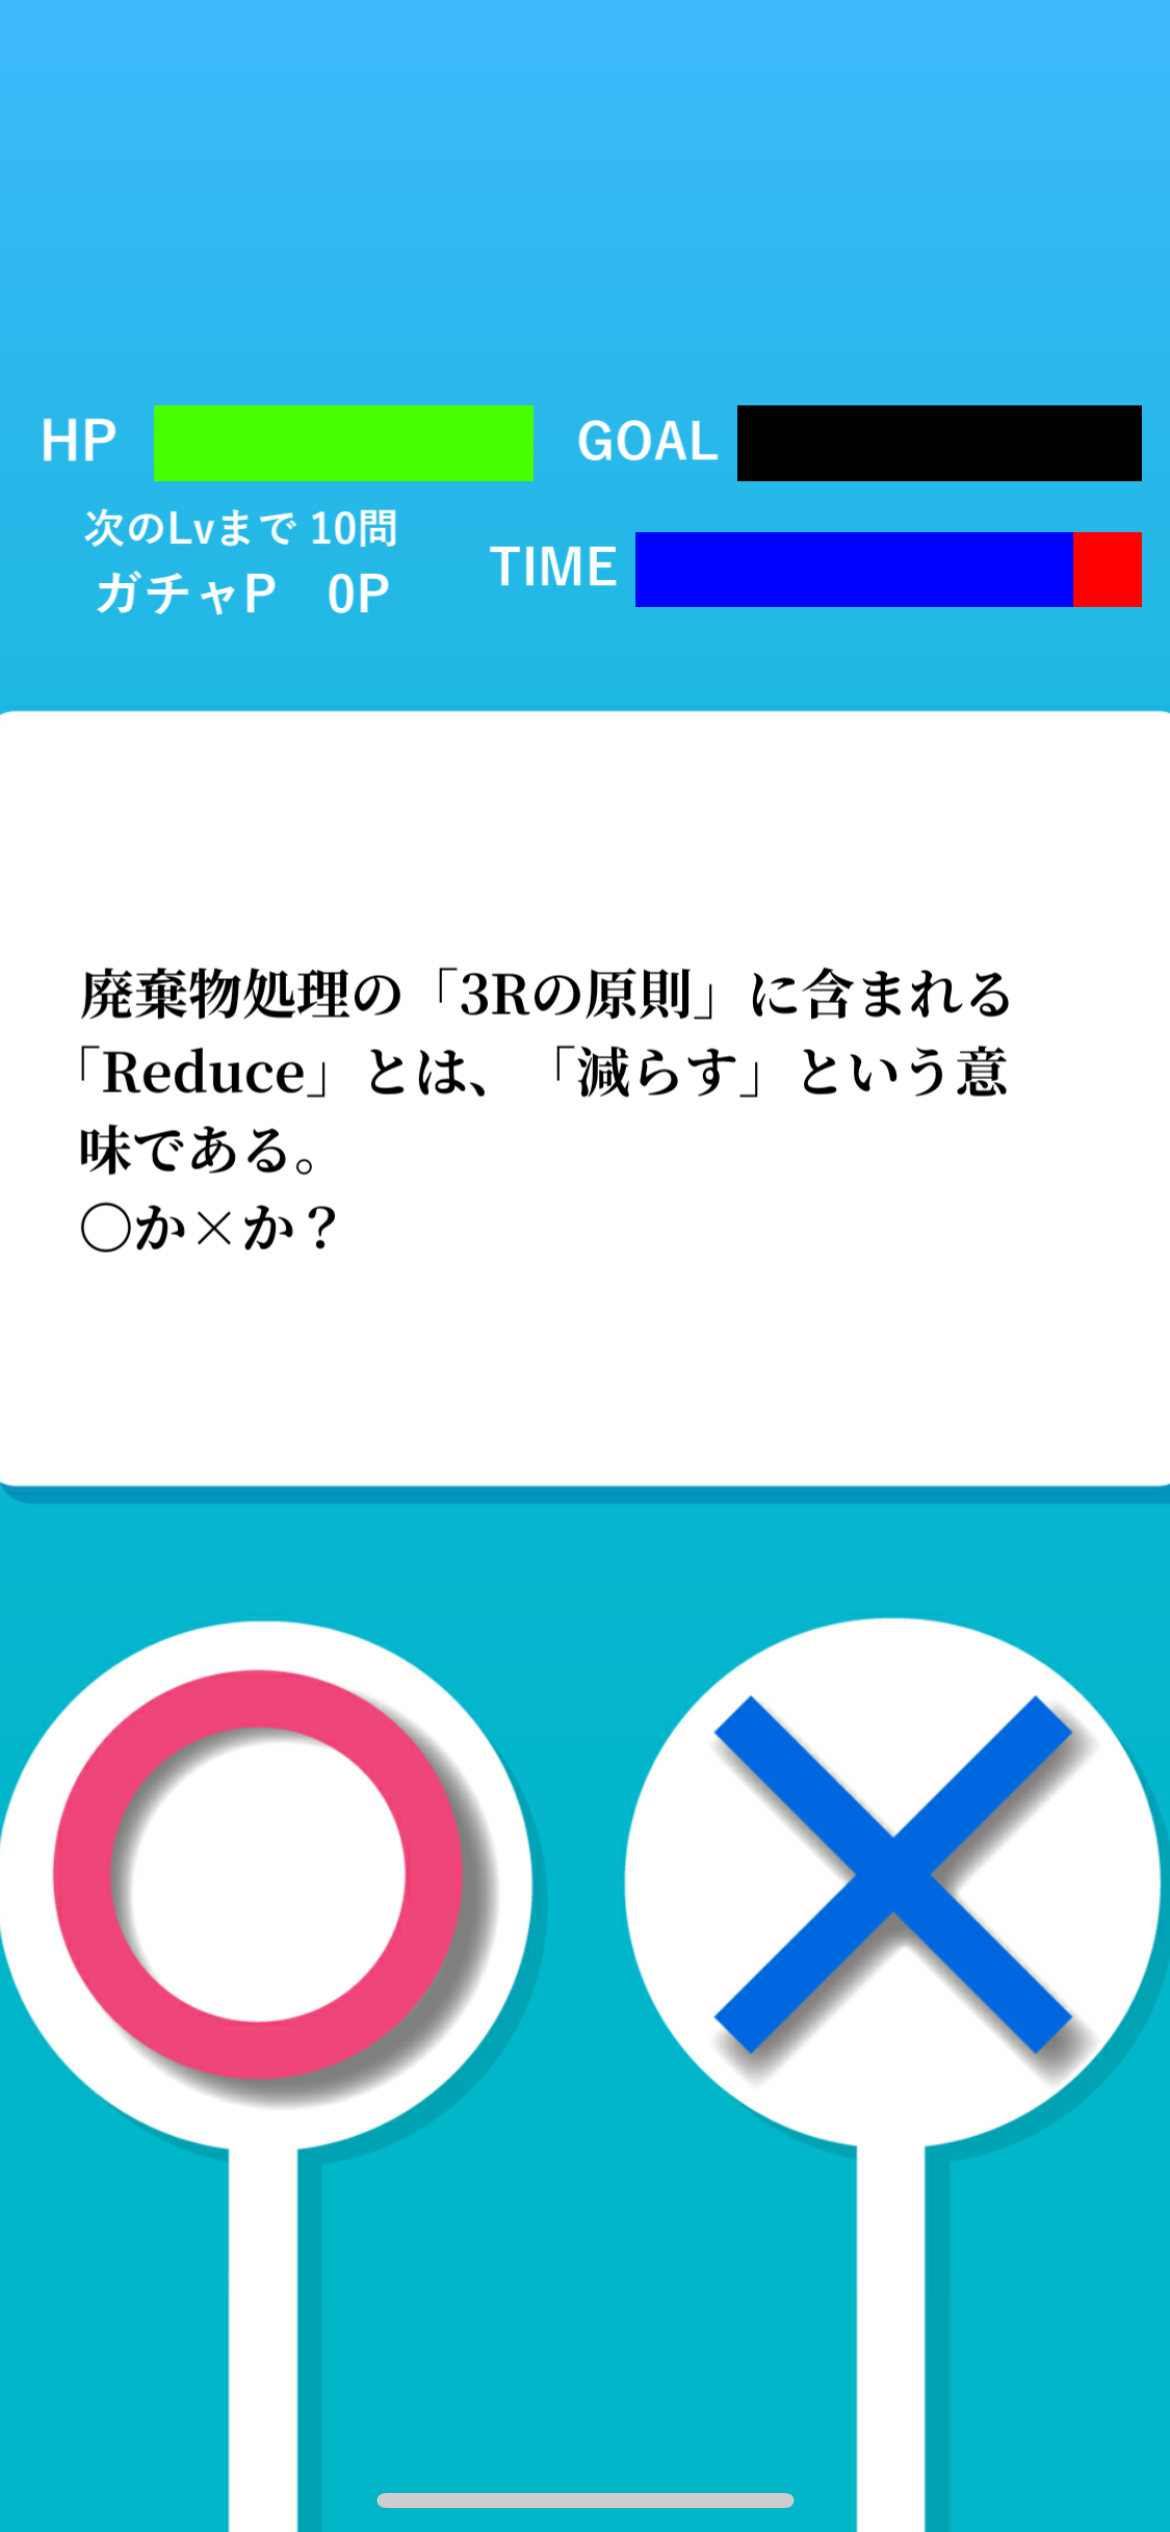 HP
GOAL
次のLvまで 10問
TIME
ガチャP 0P
廃棄物処理の「3Rの原則」に含まれる
「Reduce」とは、「減らす」という意
味である。
○か×か？